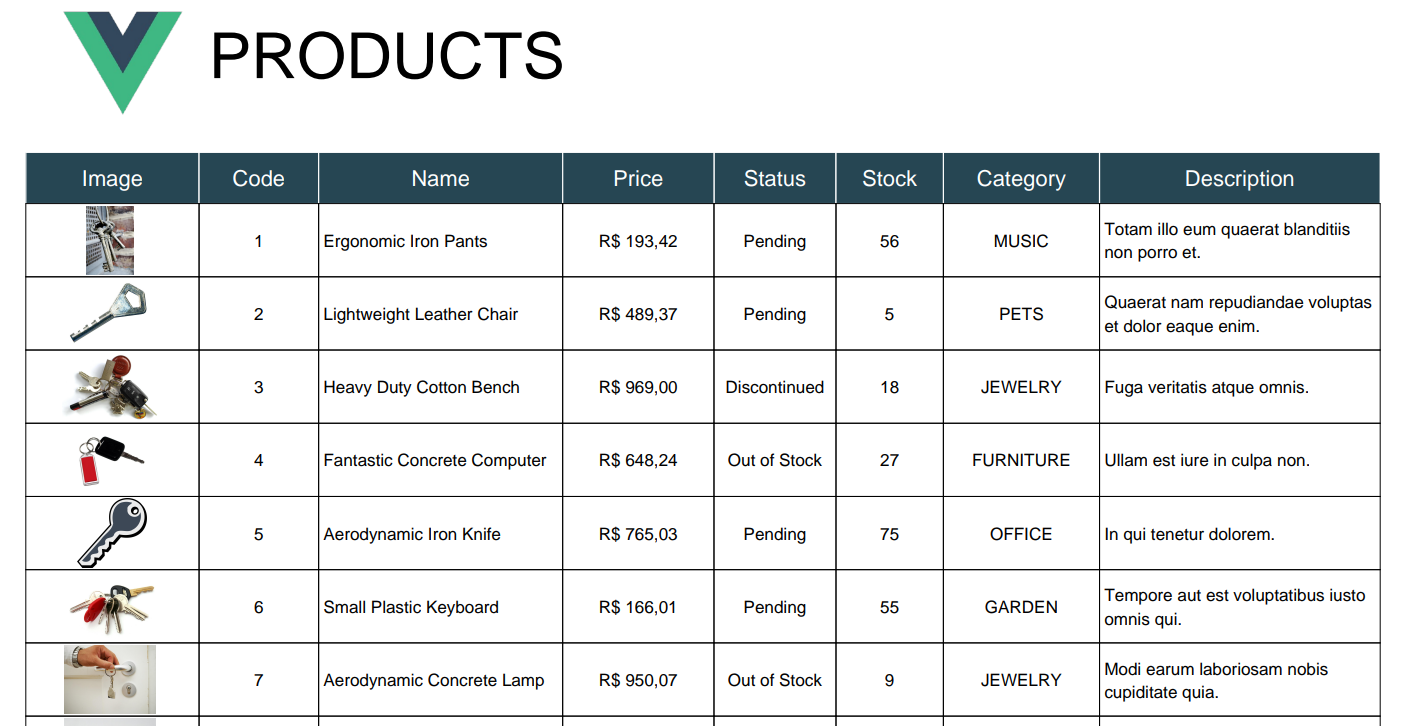 PRODUCTS
Image Code Name Price Status Stock Category Description
1 Ergonomic Iron Pants R$ 193,42 Pending 56 MUSIC Totam illo eum quaerat blanditiis
non porro et.
2 Lightweight Leather Chair R$ 489,37 Pending 5 PETS Quaerat nam repudiandae voluptas
et dolor eaque enim.
3 Heavy Duty Cotton Bench R$ 969,00 Discontinued 18 JEWELRY Fuga veritatis atque omnis.
4 Fantastic Concrete Computer R$ 648,24 Out of Stock 27 FURNITURE Ullam est iure in culpa non.
5 Aerodynamic Iron Knife R$ 765,03 Pending 75 OFFICE In qui tenetur dolorem.
6 Small Plastic Keyboard R$ 166,01 Pending 55 GARDEN Tempore aut est voluptatibus iusto
omnis qui.
7 Aerodynamic Concrete Lamp R$ 950,07 Out of Stock 9 JEWELRY Modi earum laboriosam nobis
cupiditate quia.